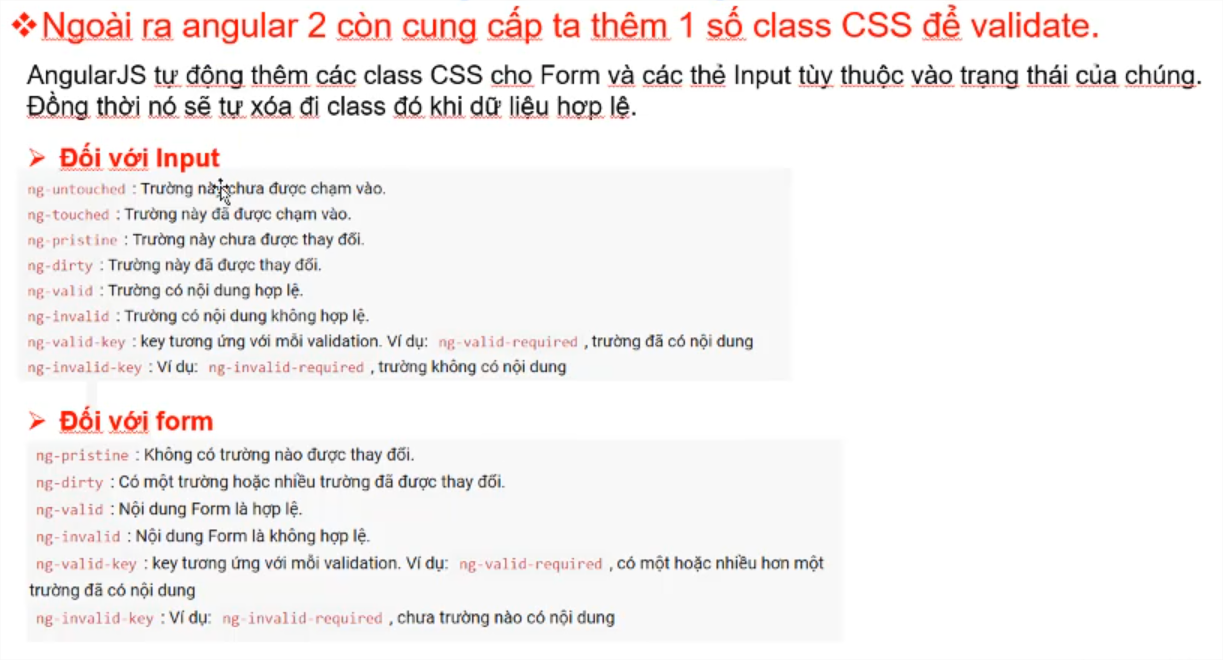 ❖Ngoài ra angular 2 còn cung cấp ta thêm 1 số class CSS để validate.
AngularJS tự động thêm các class CSS cho Form và các thẻ Input tùy thuộc vào trạng thái của chúng.
Đồng thời nó sẽ tự xóa đi class đó khi dữ liệu hợp lệ.
➢ Đối với Input
ng-untouched : Trường này chưa được chạm vào.
ng-touched : Trường này đã được chạm vào.
ng-pristine : Trường này chưa được thay đổi.
ng-dirty : Trường này đã được thay đổi.
ng-valid : Trường có nội dung hợp lệ.
ng-invalid : Trường có nội dung không hợp lệ.
ng-valid-key : key tương ứng với mỗi validation. Ví dụ: ng-valid-required , trường đã có nội dung
ng-invalid-key : Ví dụ: ng-invalid-required , trường không có nội dung
➢ Đối với form
ng-pristine : Không có trường nào được thay đổi.
ng-dirty : Có một trường hoặc nhiều trường đã được thay đổi.
ng-valid : Nội dung Form là hợp lệ.
ng-invalid : Nội dung Form là không hợp lệ.
ng-valid-key : key tương ứng với mỗi validation. Ví dụ: ng-valid-required , có một hoặc nhiều hơn một
trường đã có nội dung
ng-invalid-key : Ví dụ: ng-invalid-required , chưa trường nào có nội dung